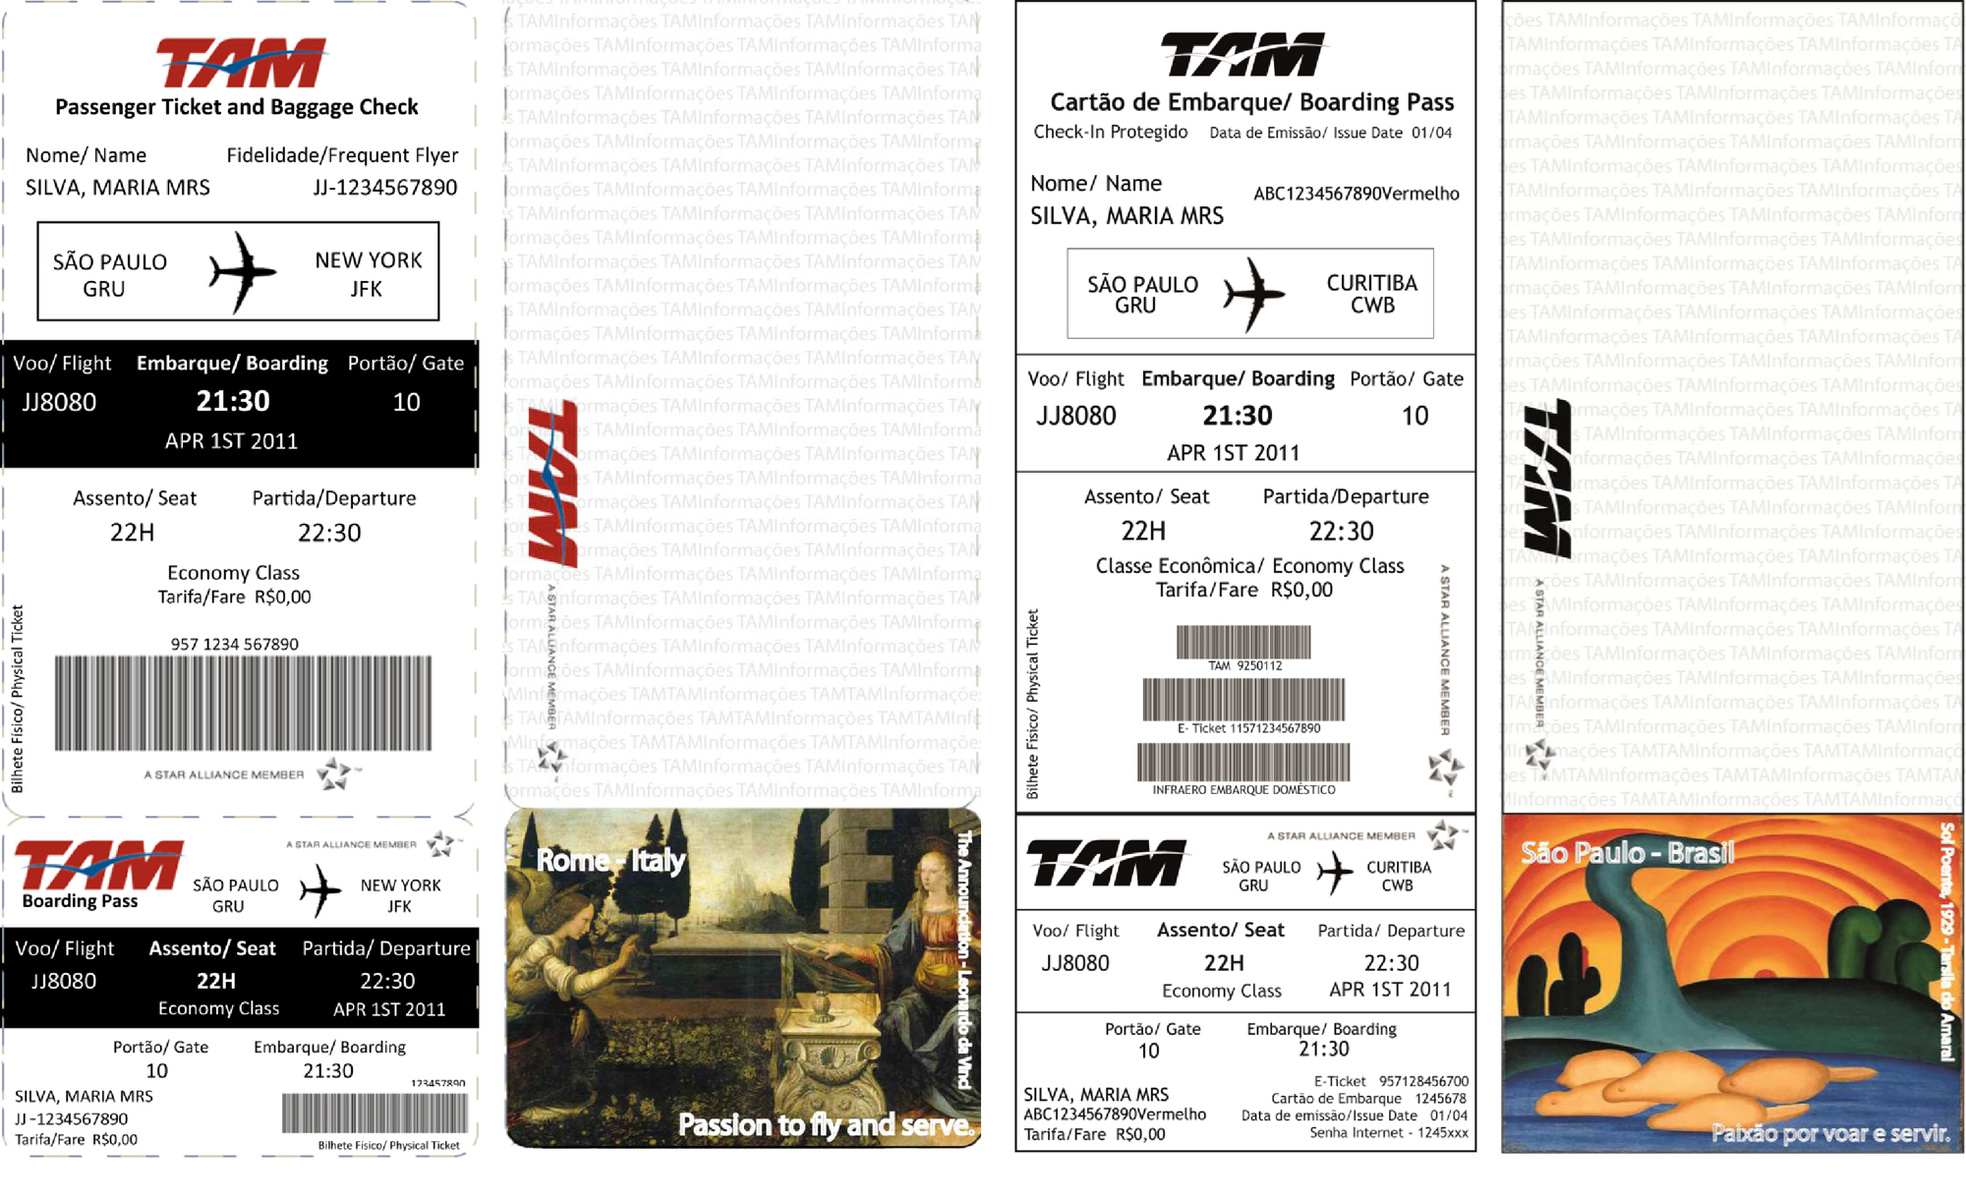 TAM
Passenger Ticket and Baggage Check
Nome/ Name Fidelidade/Frequent Flyer
SILVA, MARIA MRS JJ-1234567890
SÃO PAULO NEW YORK
GRU JFK
Voo/ Flight Embarque/ Boarding Portão/ Gate
JJ8080 21:30 10
APR 1ST 2011
Assento/ Seat Partida/Departure
22H 22:30
Economy Class
Tarifa/Fare R$0,00
957 1234 567890
Bilhete Fisico/ Physical Ticket
A STAR ALLIANCE MEMBER
TAM
Boarding Pass
A STAR ALLIANCE MEMBER
SÃO PAULO NEW YORK
GRU JFK
Voo/ Flight Assento/ Seat Partida/ Departure
JJ8080 22H 22:30
Economy Class APR 1ST 2011
Portão/ Gate Embarque/ Boarding
10 21:30
123457890
SILVA, MARIA MRS
JJ -1234567890
Tarifa/Fare R$0,00
Bilhete Fisico/ Physical Ticket
TAM
A STAR ALLIANCE MEMBER
Rome - Italy
The Announciation - Leonardo da Vinci
Passion to fly and serve.
TAM
Cartão de Embarque/ Boarding Pass
Check-In Protegido Data de Emissão/ Issue Date 01/04
Nome/ Name ABC1234567890Vermelho
SILVA, MARIA MRS
SÃO PAULO CURITIBA
GRU CWB
Voo/ Flight Embarque/ Boarding Portão/ Gate
JJ8080 21:30 10
APR 1ST 2011
Assento/ Seat Partida/Departure
22H 22:30
Classe Econômica/ Economy Class
Tarifa/Fare R$0,00
TAM 9250112
E- Ticket 11571234567890
INFRAERO EMBARQUE DOMÉSTICO
Bilhete Fisico/ Physical Ticket
A STAR ALLIANCE MEMBER
TAM
A STAR ALLIANCE MEMBER
SÃO PAULO CURITIBA
GRU CWB
Voo/ Flight Assento/ Seat Partida/ Departure
JJ8080 22H 22:30
Economy Class APR 1ST 2011
Portão/ Gate Embarque/ Boarding
10 21:30
E-Ticket 957128456700
SILVA, MARIA MRS Cartão de Embarque 1245678
ABC1234567890Vermelho Data de emissão/Issue Date 01/04
Tarifa/Fare R$0,00 Senha Internet - 1245xxx
TAM
A STAR ALLIANCE MEMBER
São Paulo - Brasil
Sol Poente, 1929 - Tarsila do Amaral
Paixão por voar e servir.